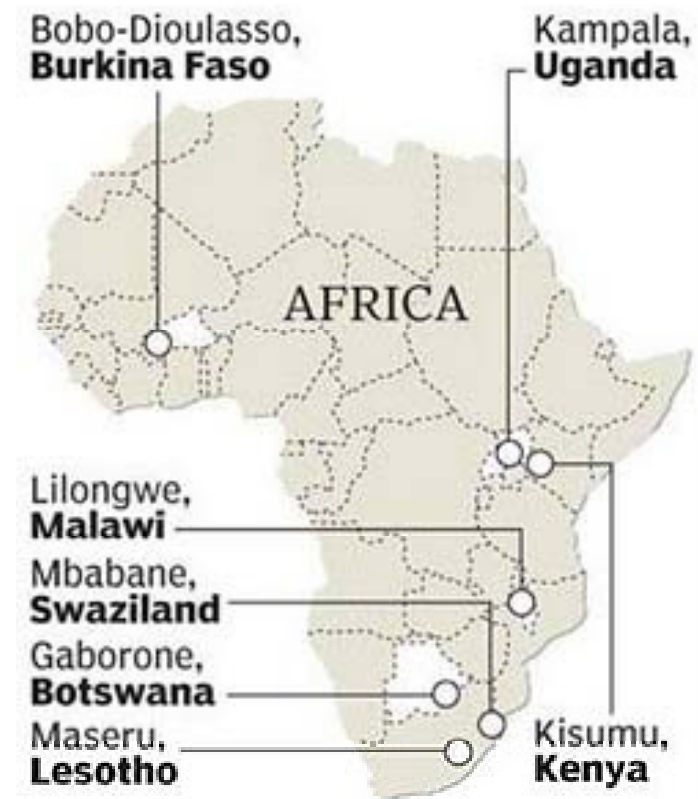 Bobo-Dioulasso,
Burkina Faso
Kampala,
Uganda
AFRICA
Lilongwe,
Malawi
Mbabane,
Swaziland
Gaborone,
Botswana
Maseru,
Lesotho
Kisumu,
Kenya